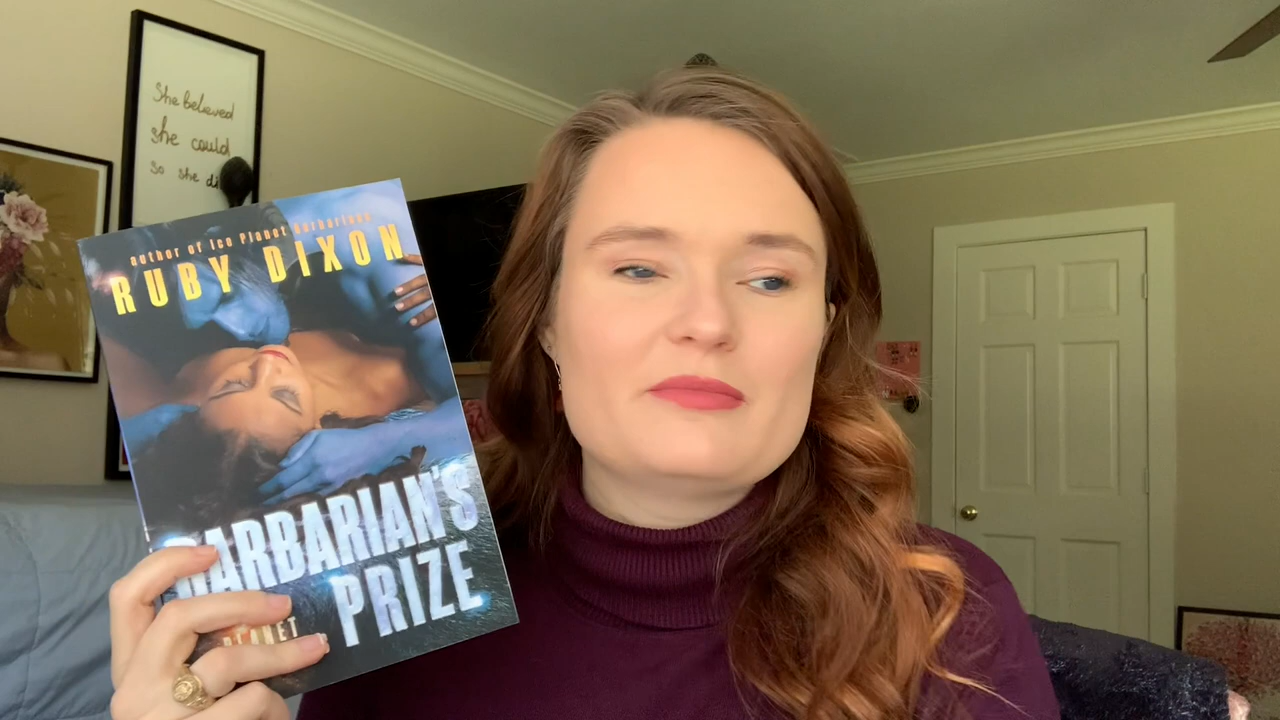 She believed
she could
so she di
author of Ice Planet Barbarians
RUBY DIXON
BARBARIAN'S
PRIZE